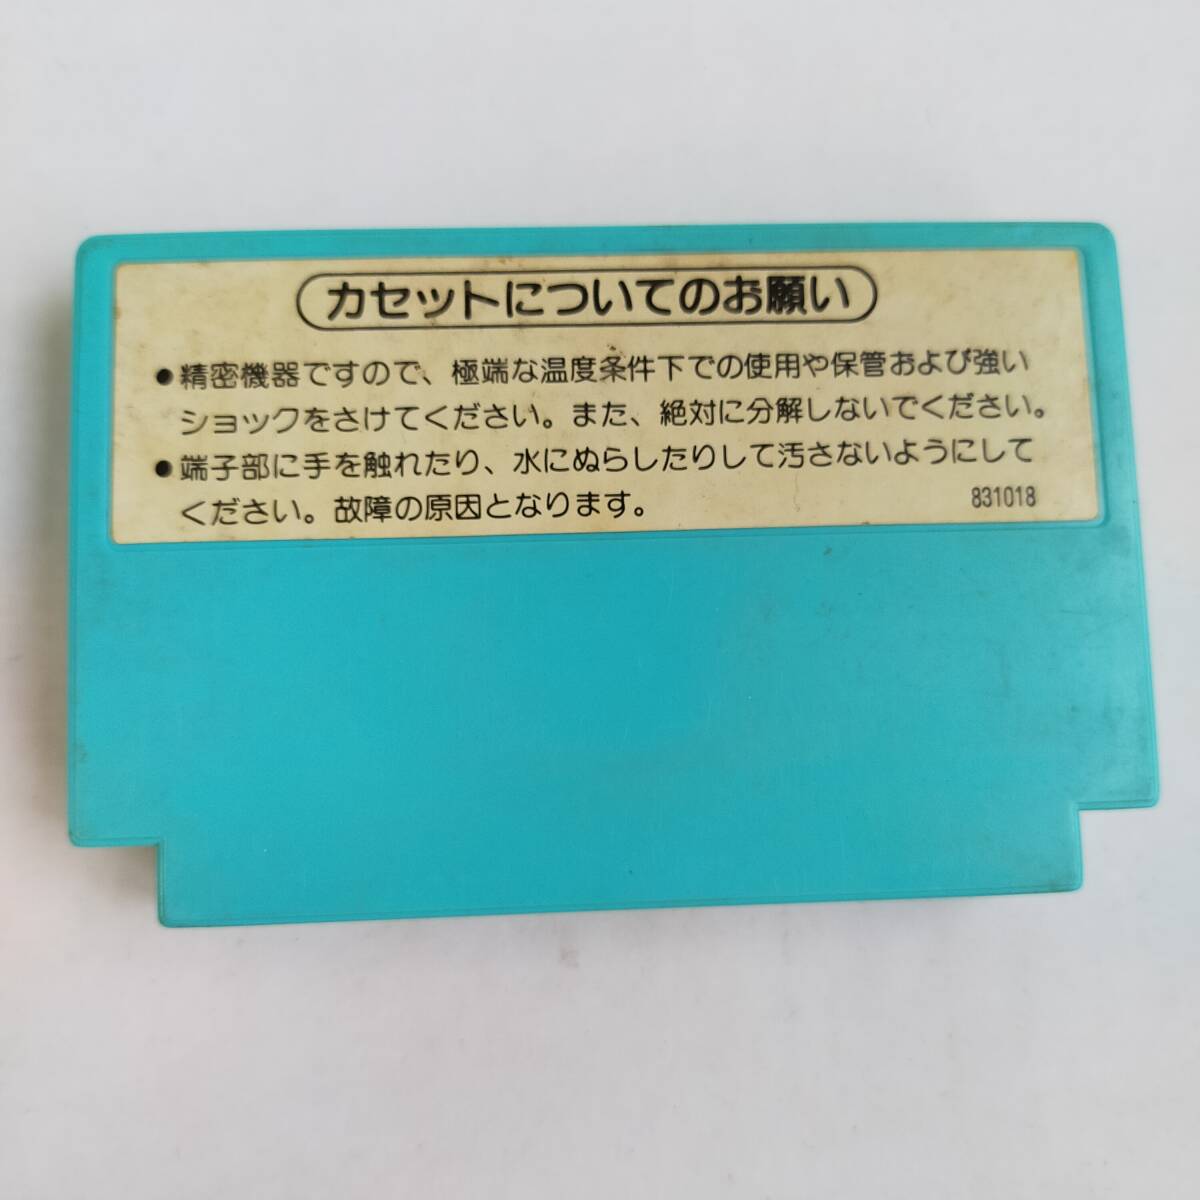 カセットについてのお願い
●精密機器ですので、極端な温度条件下での使用や保管および強い
ショックをさけてください。また、絶対に分解しないでください。
●端子部に手を触れたり、水にぬらしたりして汚さないようにして
ください。故障の原因となります。
831018